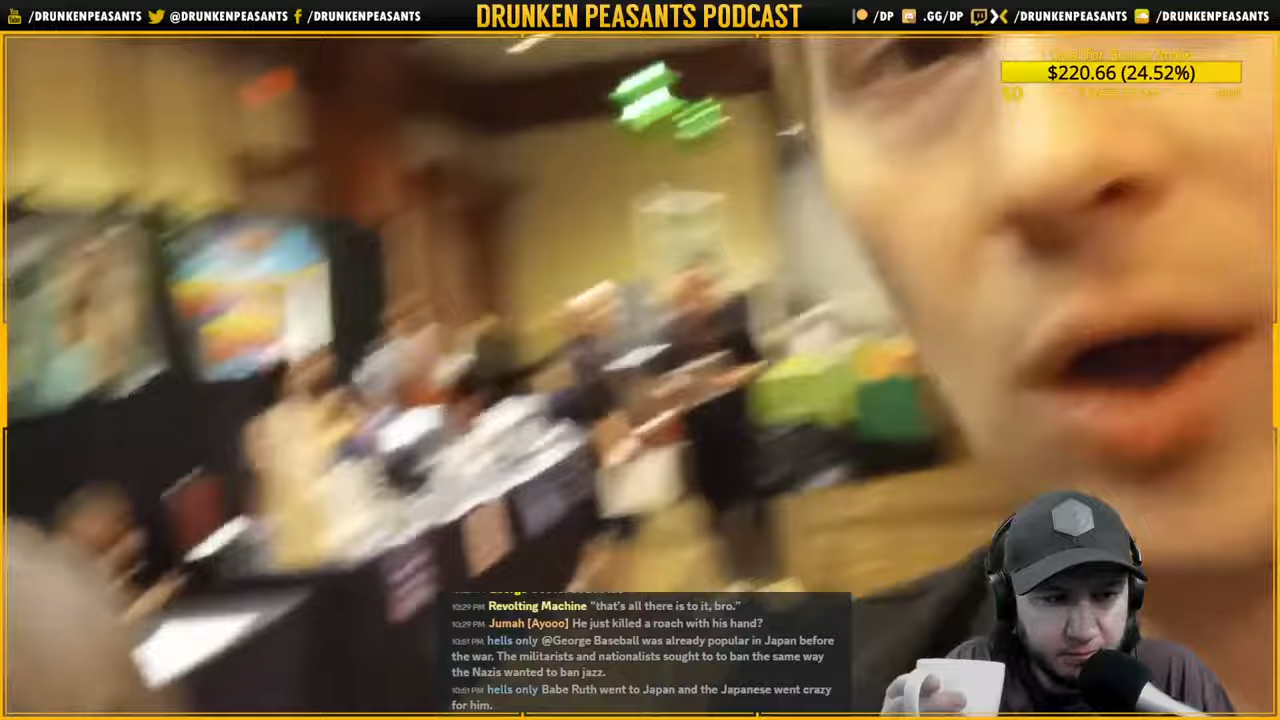 You Tube /DRUNKENPEASANTS @DRUNKENPEASANTS /DRUNKENPEASANTS DRUNKEN PEASANTS PODCAST /DP .GG/DP /DRUNKENPEASANTS /DRUNKENPEASANTS
$220.66 (24.52%)
$0
10:29 PM Revolting Machine "that's all there is to it, bro."
10:29 PM Jumah [Ayooo] He just killed a roach with his hand?
10:51 PM hells only @George Baseball was already popular in Japan before
the war. The militarists and nationalists sought to to ban the same way
the Nazis wanted to ban jazz.
10:51 PM hells only Babe Ruth went to Japan and the Japanese went crazy
for him.